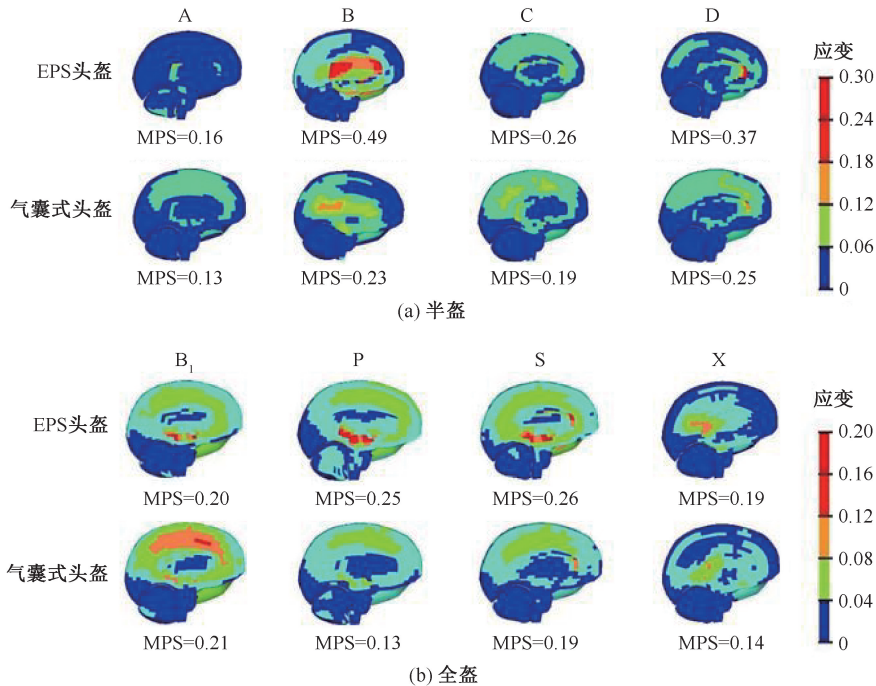 A B C D
EPS头盔
MPS=0.16 MPS=0.49 MPS=0.26 MPS=0.37
气囊式头盔
MPS=0.13 MPS=0.23 MPS=0.19 MPS=0.25
应变
0.30
0.24
0.18
0.12
0.06
0
(a) 半盔
B₁ P S X
EPS头盔
MPS=0.20 MPS=0.25 MPS=0.26 MPS=0.19
气囊式头盔
MPS=0.21 MPS=0.13 MPS=0.19 MPS=0.14
应变
0.20
0.16
0.12
0.08
0.04
0
(b) 全盔